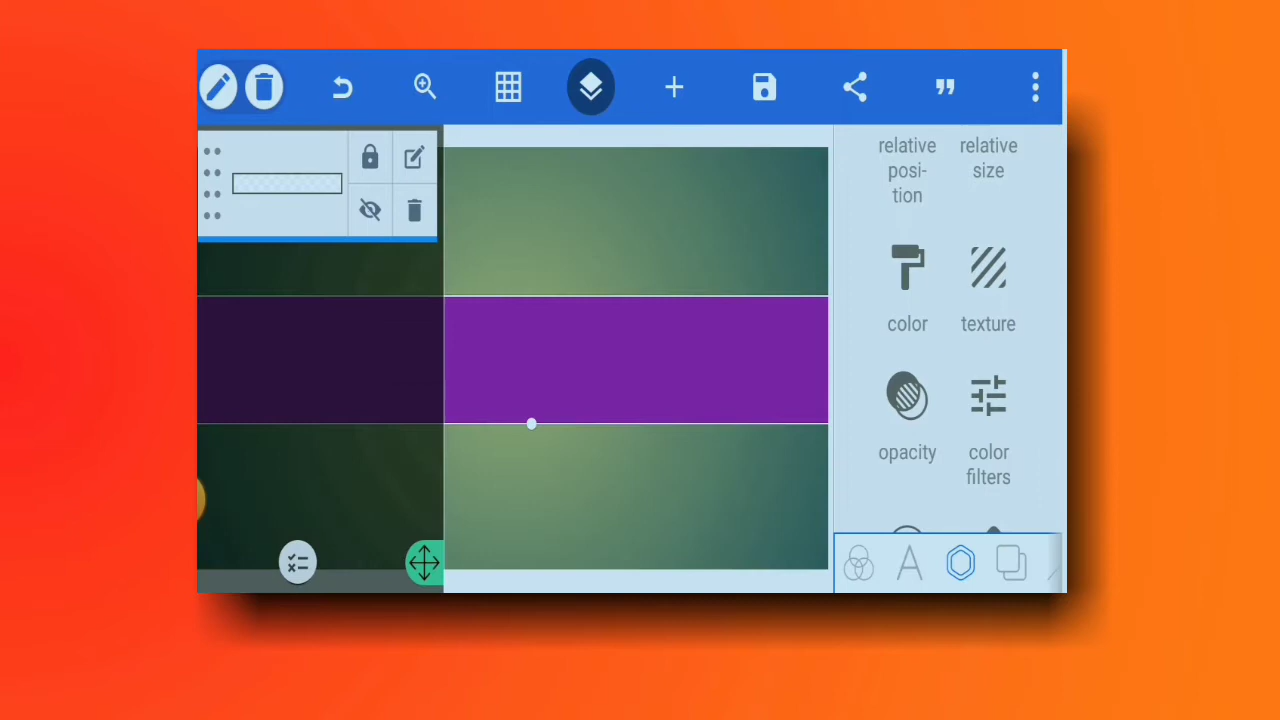 relative
posi-
tion
relative
size
color
texture
opacity
color
filters